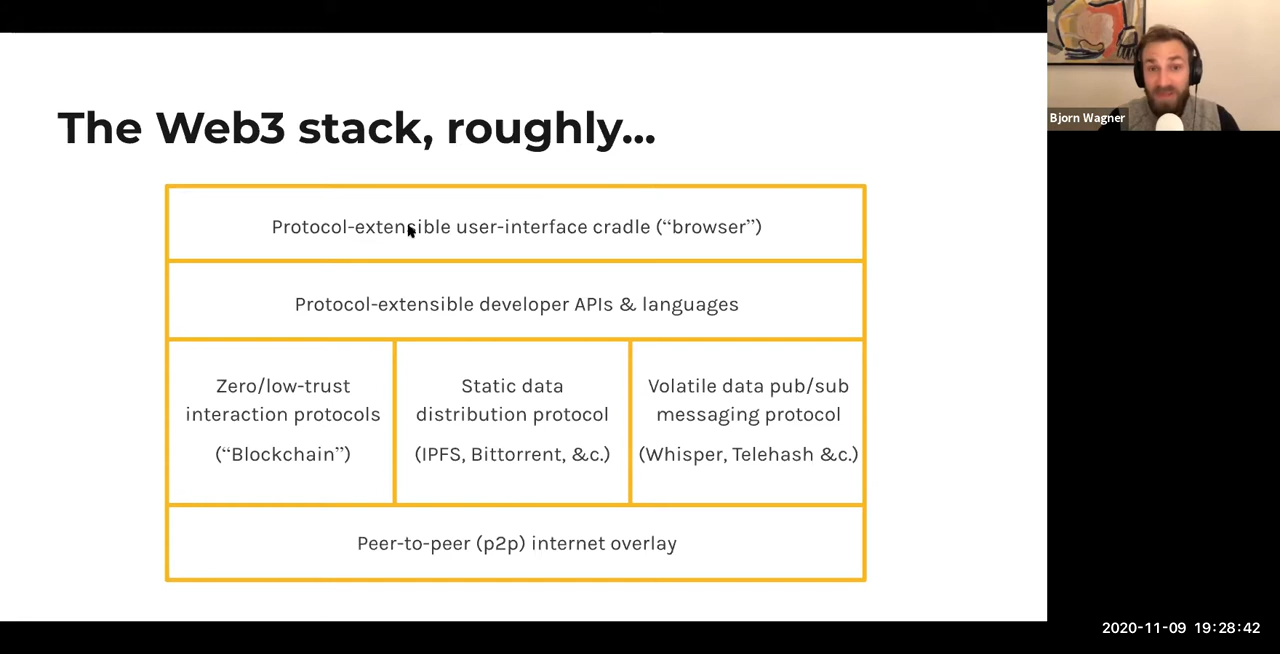 The Web3 stack, roughly...
Protocol-extensible user-interface cradle (“browser”)
Protocol-extensible developer APIs & languages
Zero/low-trust
interaction protocols
(“Blockchain”)
Static data
distribution protocol
(IPFS, Bittorrent, &c.)
Volatile data pub/sub
messaging protocol
(Whisper, Telehash &c.)
Peer-to-peer (p2p) internet overlay
Bjorn Wagner
2020-11-09 19:28:42